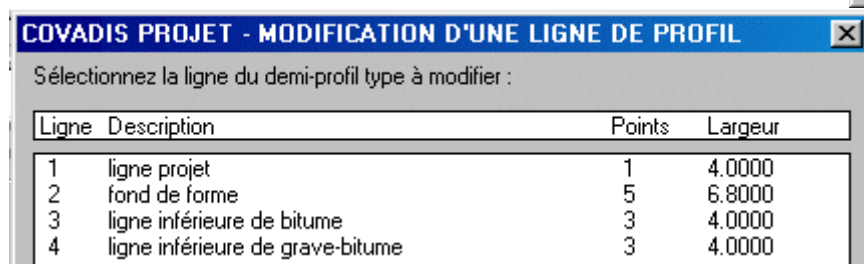 COVADIS PROJET - MODIFICATION D'UNE LIGNE DE PROFIL
Sélectionnez la ligne du demi-profil type à modifier :
Ligne Description Points Largeur
1 ligne projet 1 4.0000
2 fond de forme 5 6.8000
3 ligne inférieure de bitume 3 4.0000
4 ligne inférieure de grave-bitume 3 4.0000